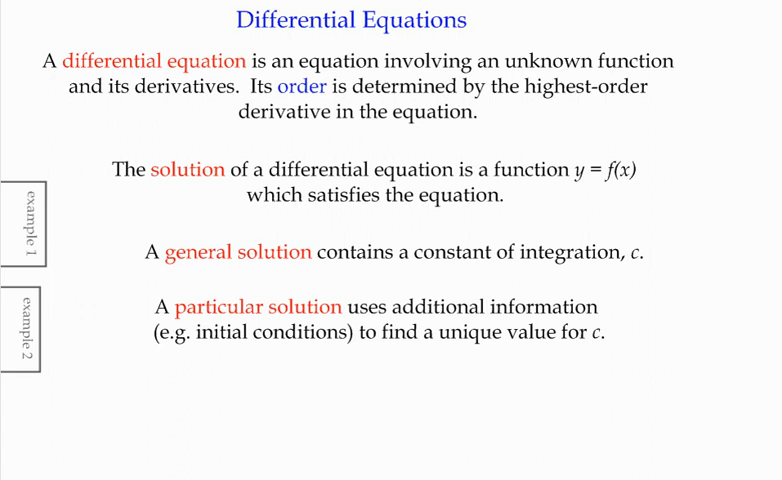 Differential Equations
A differential equation is an equation involving an unknown function
and its derivatives. Its order is determined by the highest-order
derivative in the equation.
The solution of a differential equation is a function y = f(x)
which satisfies the equation.
example 1
A general solution contains a constant of integration, c.
example 2
A particular solution uses additional information
(e.g. initial conditions) to find a unique value for c.